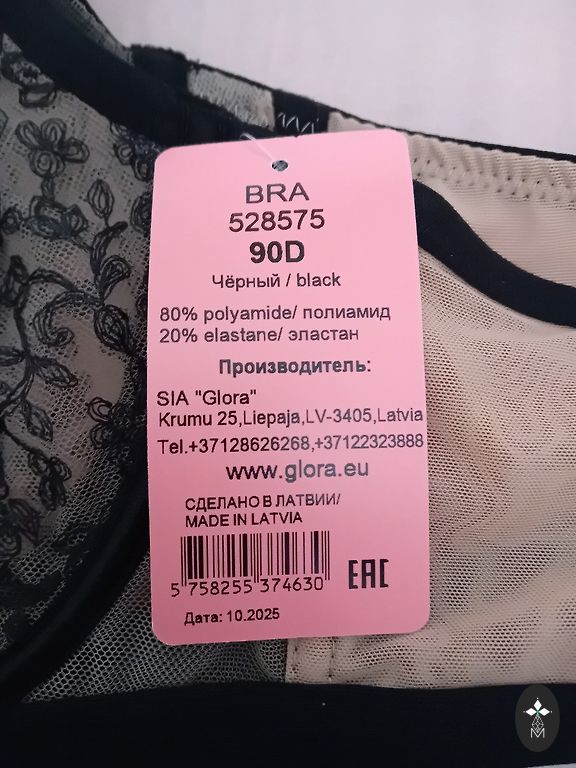 BRA
528575
90D
Чёрный / black
80% polyamide/ полиамид
20% elastane/ эластан
Производитель:
SIA "Glora"
Krumu 25,Liepaja,LV-3405,Latvia
Tel.+37128626268,+37122323888
www.glora.eu
СДЕЛАНО В ЛАТВИИ/
MADE IN LATVIA
5 758255 374630
EAC
Дата: 10.2025
M